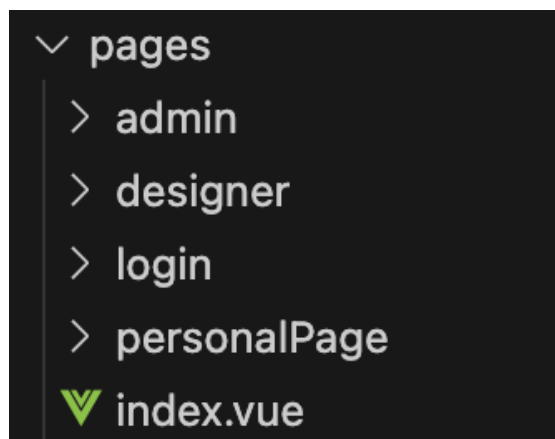 pages
admin
designer
login
personalPage
index.vue